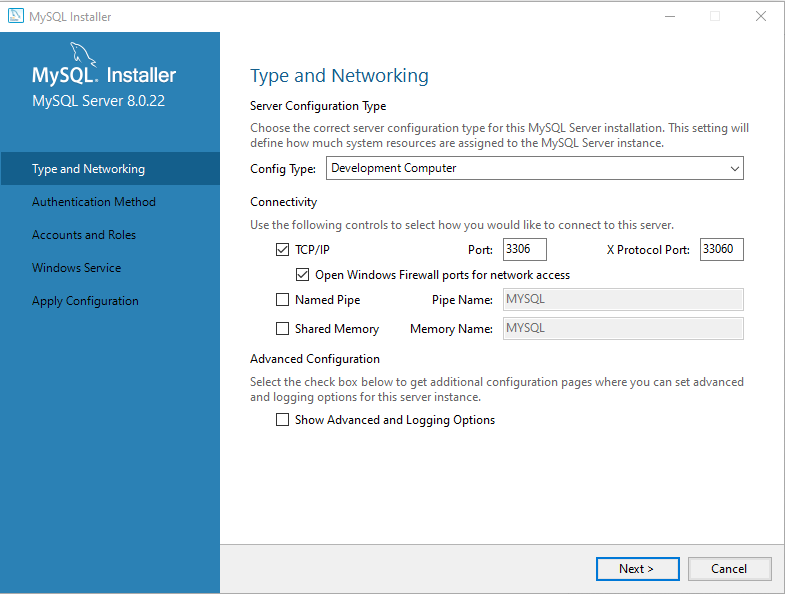 MySQL Installer
MySQL. Installer
MySQL Server 8.0.22
Type and Networking
Authentication Method
Accounts and Roles
Windows Service
Apply Configuration
Type and Networking
Server Configuration Type
Choose the correct server configuration type for this MySQL Server installation. This setting will
define how much system resources are assigned to the MySQL Server instance.
Config Type: Development Computer
Connectivity
Use the following controls to select how you would like to connect to this server.
TCP/IP Port: 3306 X Protocol Port: 33060
Open Windows Firewall ports for network access
Named Pipe Pipe Name: MYSQL
Shared Memory Memory Name: MYSQL
Advanced Configuration
Select the check box below to get additional configuration pages where you can set advanced
and logging options for this server instance.
Show Advanced and Logging Options
Next > Cancel